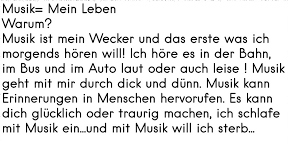 Musik= Mein Leben
Warum?
Musik ist mein Wecker und das erste was ich
morgends hören will! Ich höre es in der Bahn,
im Bus und im Auto laut oder auch leise ! Musik
geht mit mir durch dick und dünn. Musik kann
Erinnerungen in Menschen hervorufen. Es kann
dich glücklich oder traurig machen, ich schlafe
mit Musik ein...und mit Musik will ich sterb...